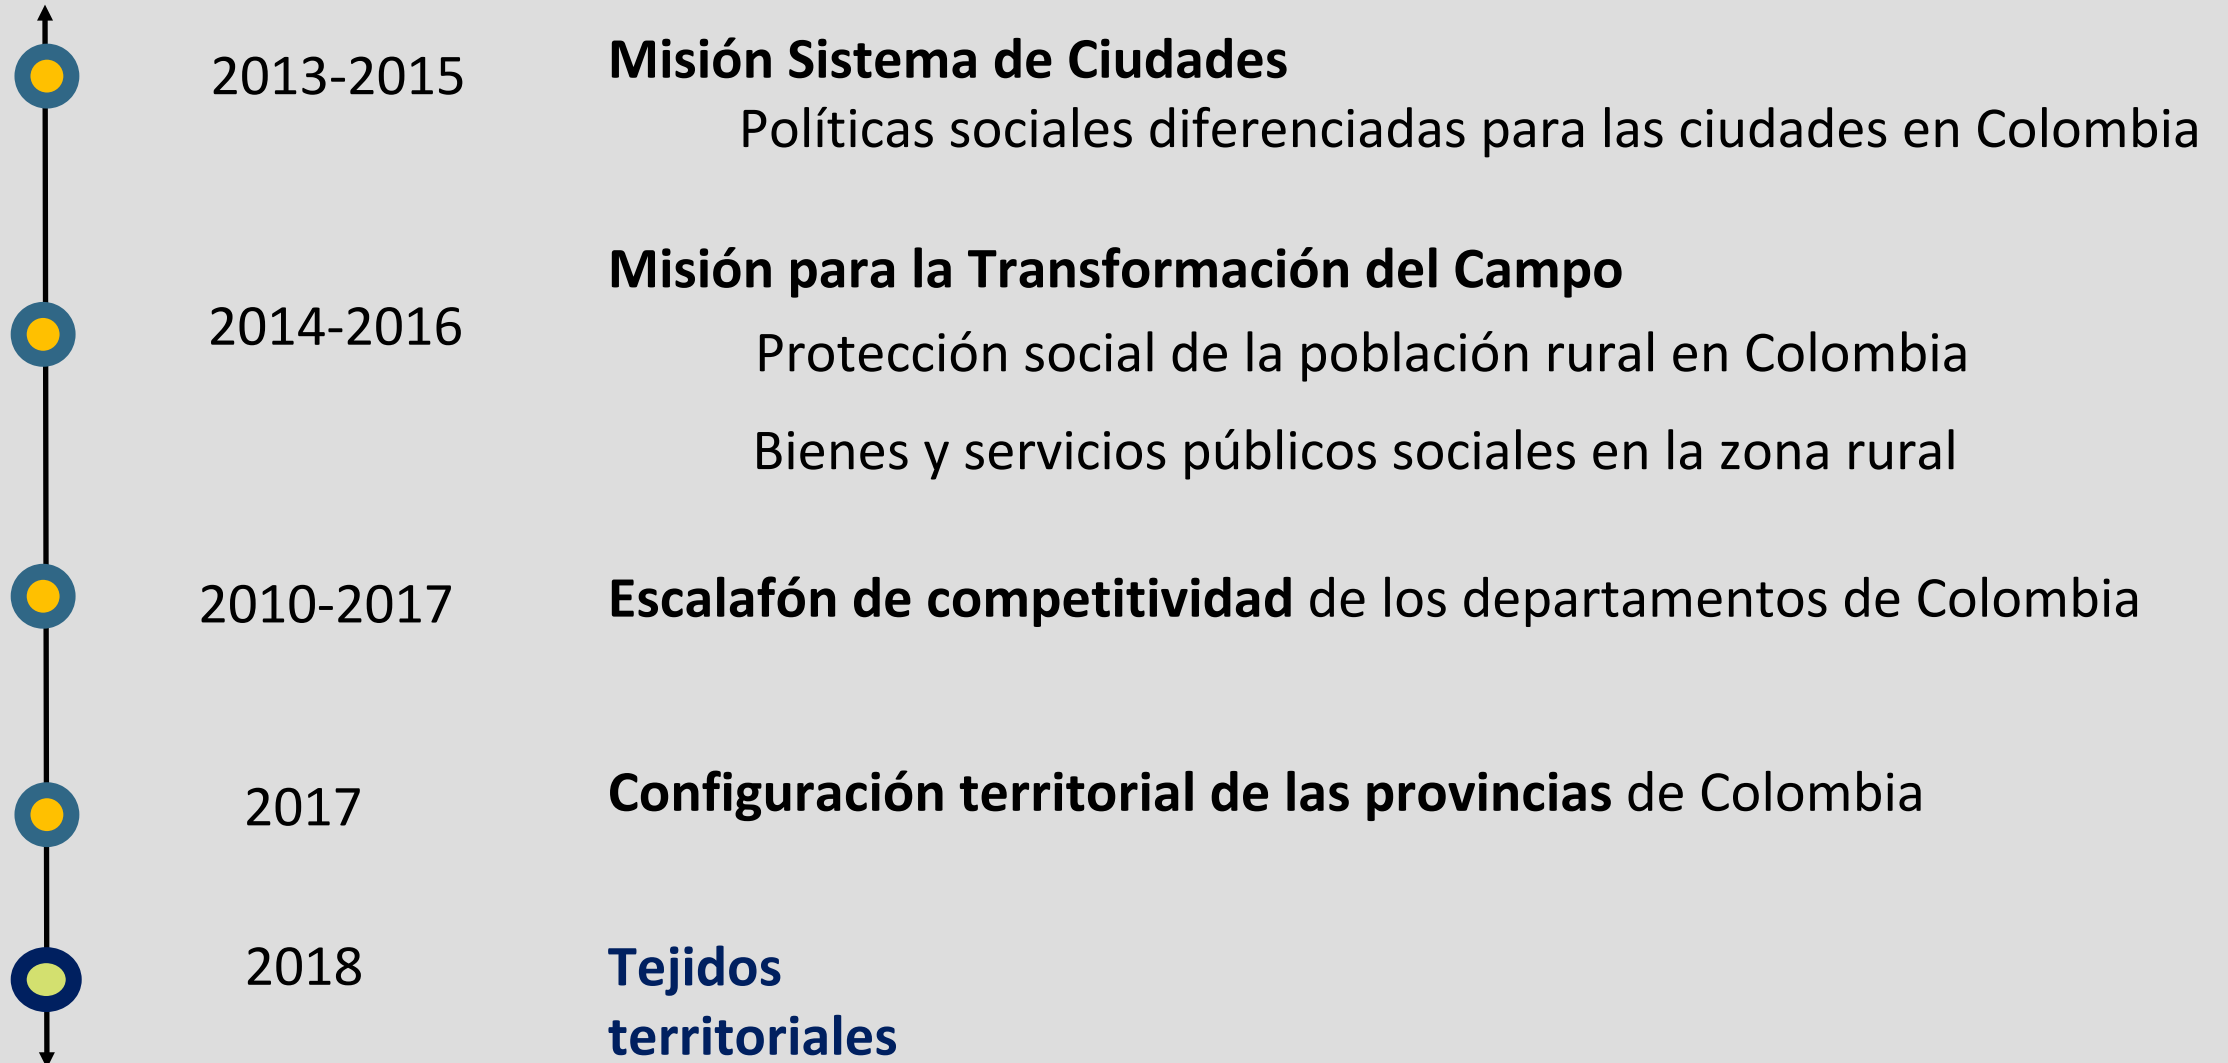 2013-2015
Misión Sistema de Ciudades
Políticas sociales diferenciadas para las ciudades en Colombia
2014-2016
Misión para la Transformación del Campo
Protección social de la población rural en Colombia
Bienes y servicios públicos sociales en la zona rural
2010-2017
Escalafón de competitividad de los departamentos de Colombia
2017
Configuración territorial de las provincias de Colombia
2018
Tejidos
territoriales